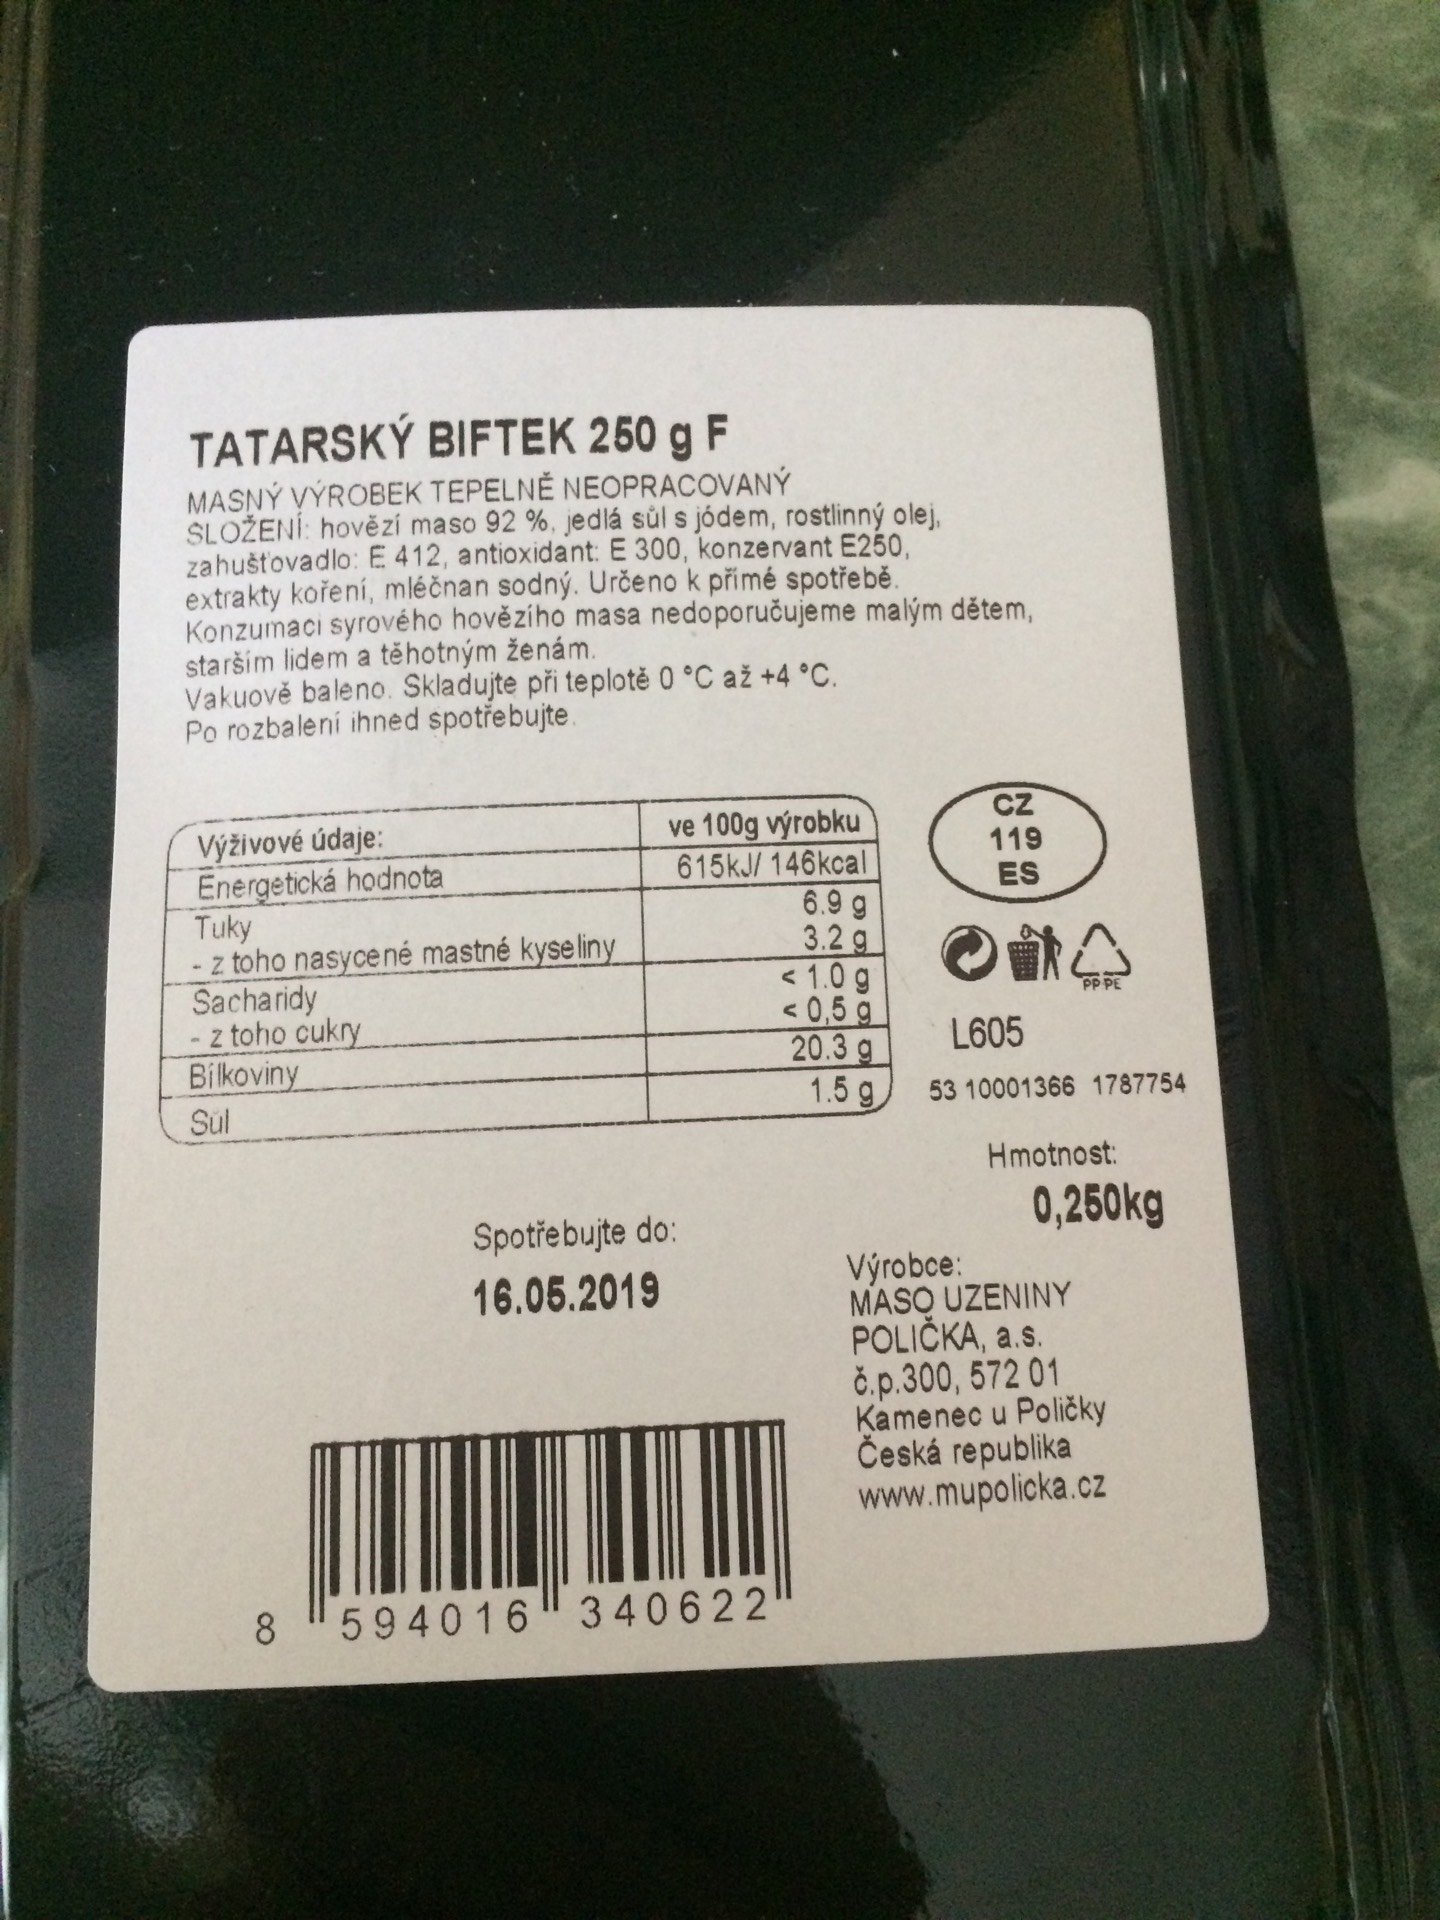 TATARSKÝ BIFTEK 250 g F
MASNÝ VÝROBEK TEPELNĚ NEOPRACOVANÝ
SLOŽENÍ: hovězí maso 92 %, jedlá sůl s jódem, rostlinný olej,
zahušťovadlo: E 412, antioxidant: E 300, konzervant E250,
extrakty koření, mléčnan sodný. Určeno k přímé spotřebě.
Konzumaci syrového hovězího masa nedoporučujeme malým dětem,
starším lidem a těhotným ženám.
Vakuově baleno. Skladujte při teplotě 0 °C až +4 °C.
Po rozbalení ihned spotřebujte.
Výživové údaje: ve 100g výrobku
Energetická hodnota 615kJ/ 146kcal
Tuky 6.9 g
- z toho nasycené mastné kyseliny 3.2 g
Sacharidy < 1.0 g
- z toho cukry < 0,5 g
Bílkoviny 20.3 g
Sůl 1.5 g
CZ
119
ES
PP-PE
L605
53 10001366 1787754
Hmotnost:
0,250kg
Spotřebujte do:
16.05.2019
Výrobce:
MASO UZENINY
POLIČKA, a.s.
č.p.300, 572 01
Kamenec u Poličky
Česká republika
www.mupolicka.cz
8 594016 340622